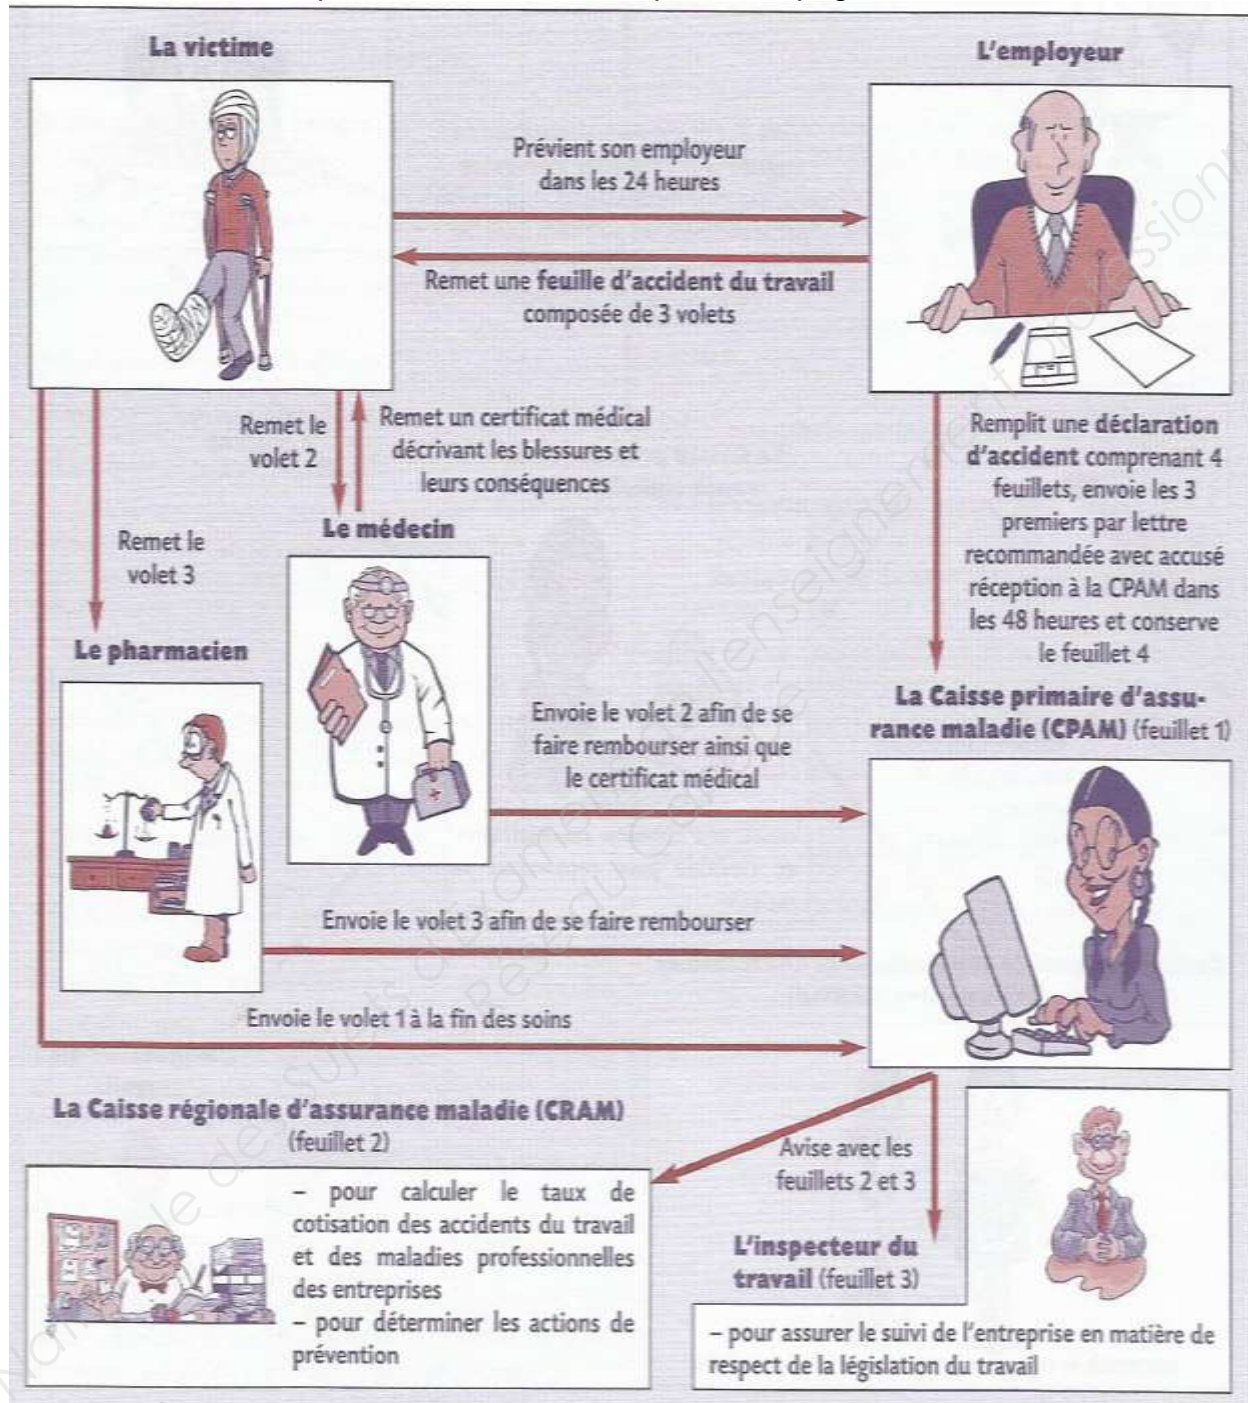 La victime
L'employeur
Prévient son employeur
dans les 24 heures
Remet une feuille d'accident du travail
composée de 3 volets
Remet le
volet 2
Remet un certificat médical
décrivant les blessures et
leurs conséquences
Remplit une déclaration
d'accident comprenant 4
feuillets, envoie les 3
premiers par lettre
recommandée avec accusé
réception à la CPAM dans
les 48 heures et conserve
le feuillet 4
Remet le
volet 3
Le médecin
Le pharmacien
La Caisse primaire d'assu-
rance maladie (CPAM) (feuillet 1)
Envoie le volet 2 afin de se
faire rembourser ainsi que
le certificat médical
Envoie le volet 3 afin de se faire rembourser
Envoie le volet 1 à la fin des soins
La Caisse régionale d'assurance maladie (CRAM)
(feuillet 2)
– pour calculer le taux de
cotisation des accidents du travail
et des maladies professionnelles
des entreprises
– pour déterminer les actions de
prévention
Avise avec les
feuillets 2 et 3
L'inspecteur du
travail (feuillet 3)
– pour assurer le suivi de l'entreprise en matière de
respect de la législation du travail